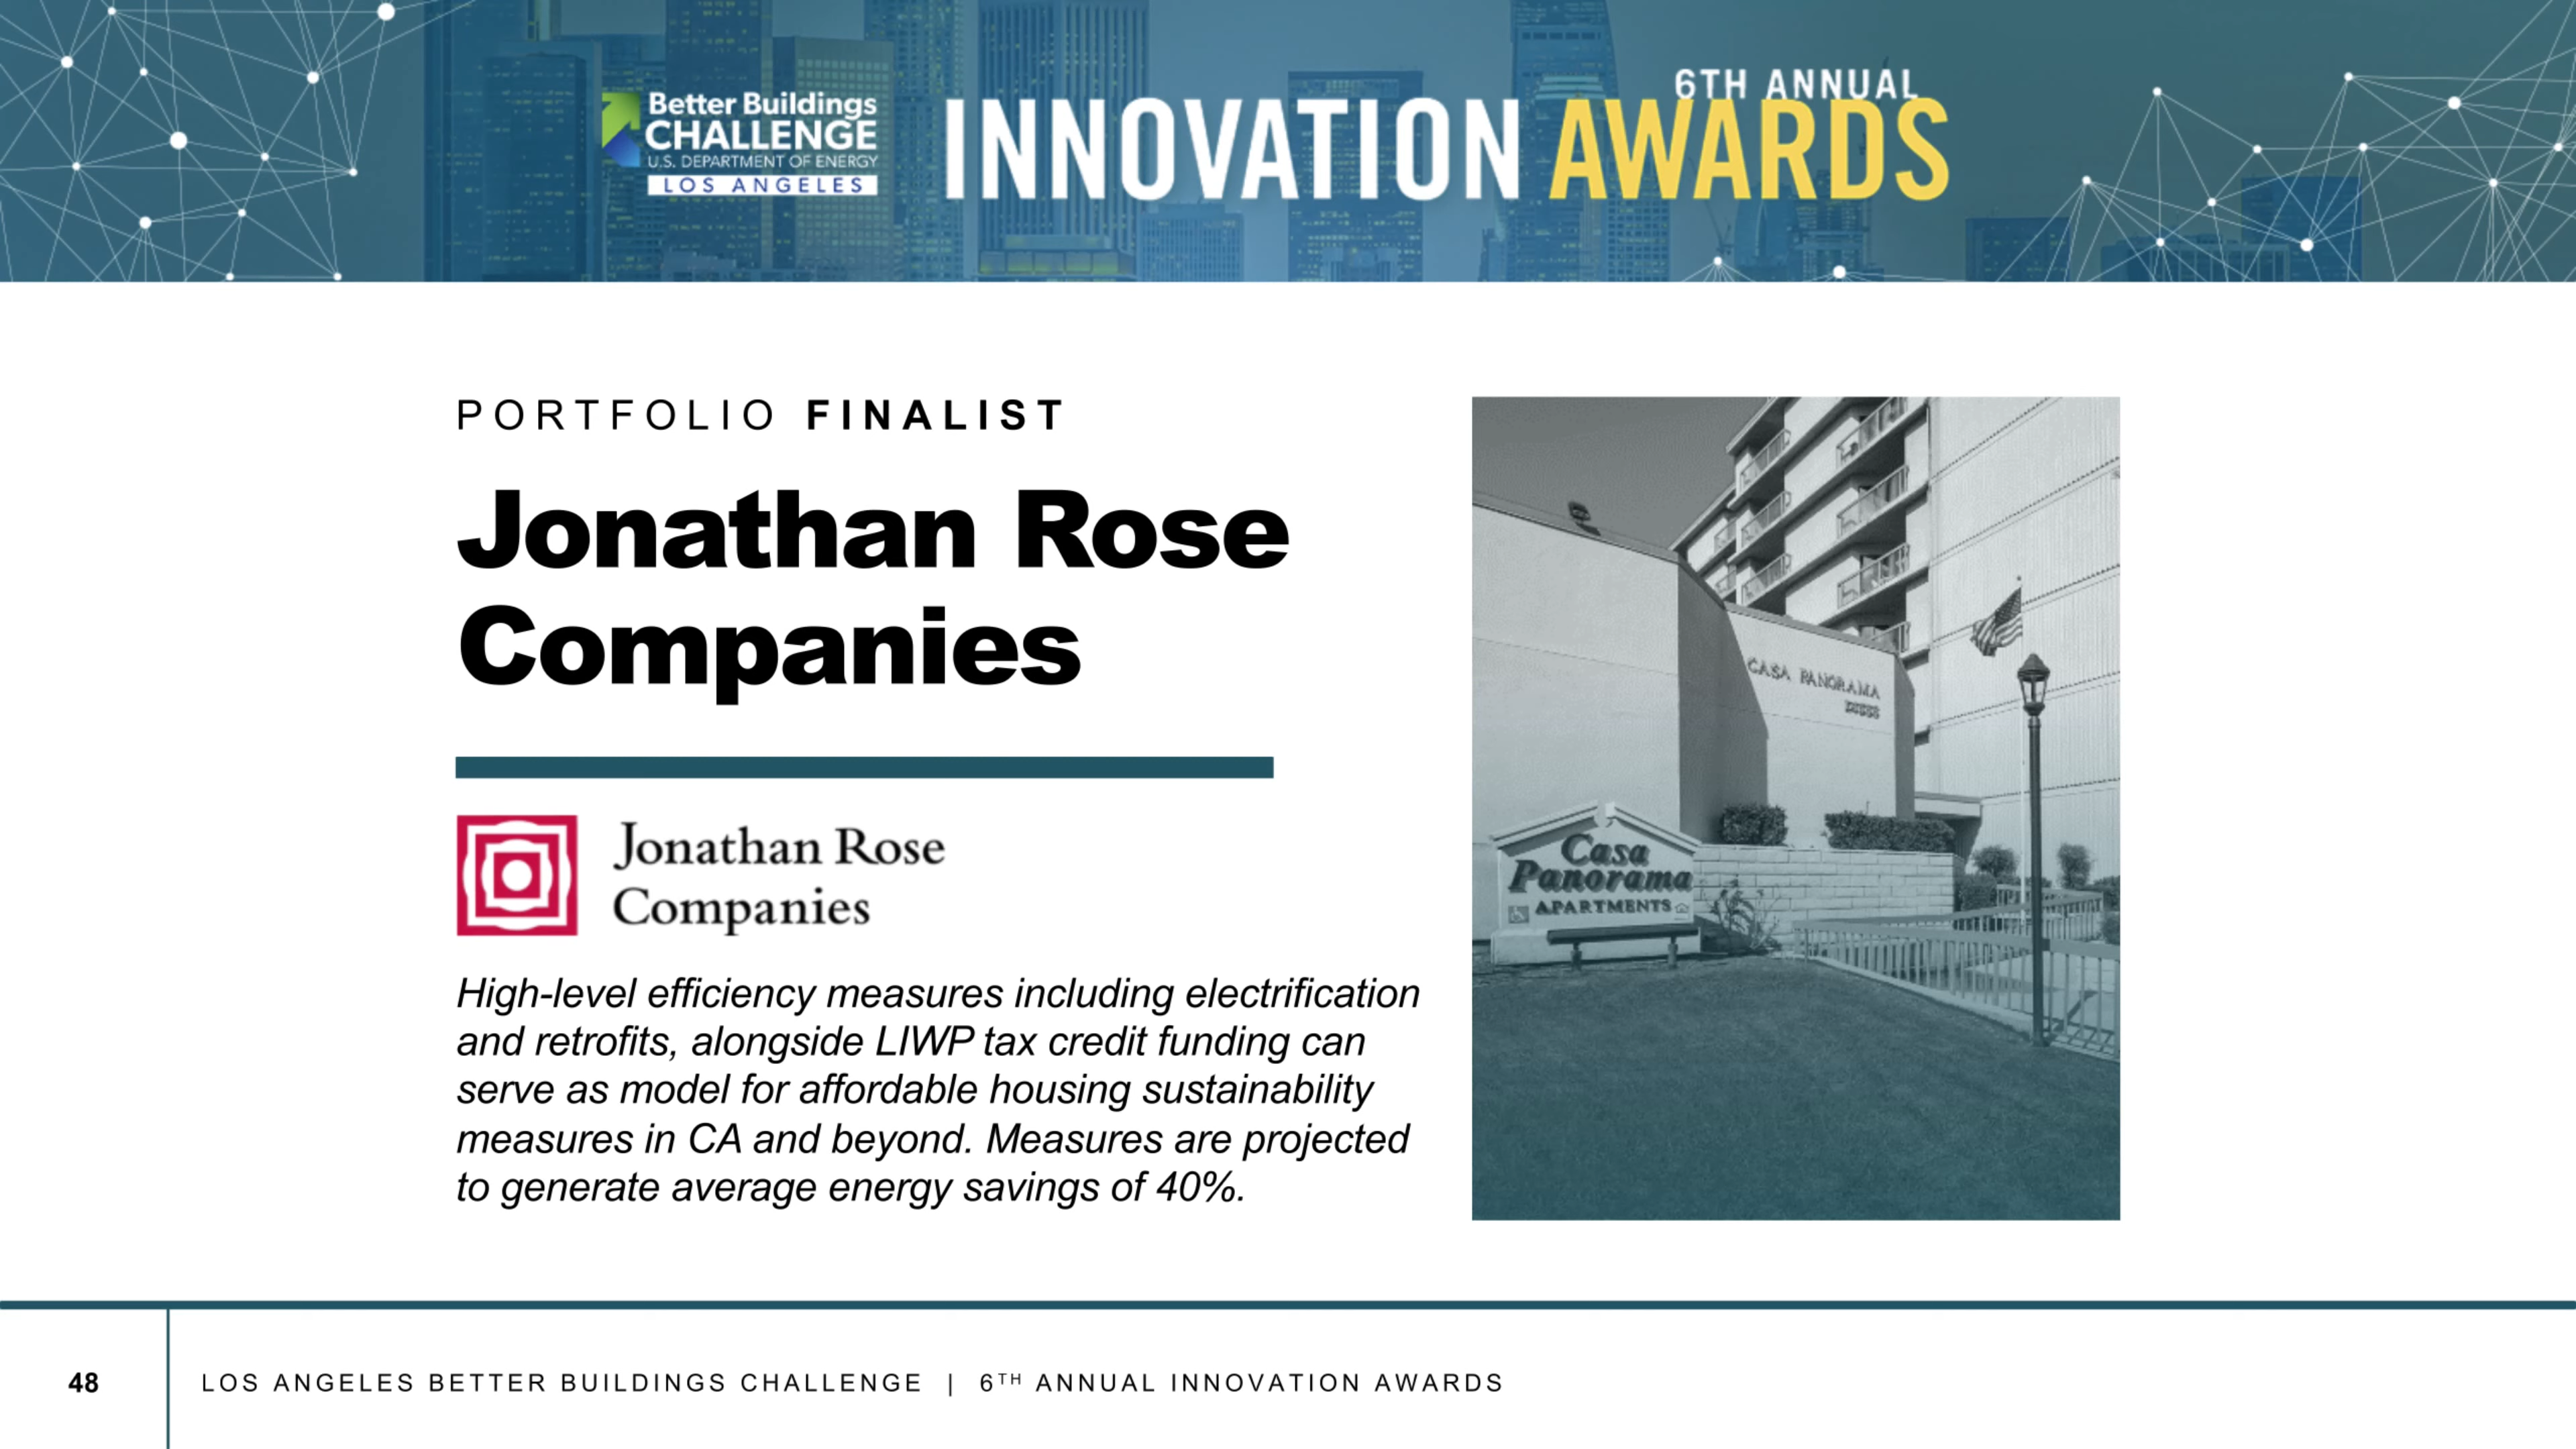 Better Buildings
CHALLENGE
U.S. DEPARTMENT OF ENERGY
LOS ANGELES
6TH ANNUAL
INNOVATION AWARDS
PORTFOLIO FINALIST
Jonathan Rose
Companies
Jonathan Rose
Companies
High-level efficiency measures including electrification
and retrofits, alongside LIWP tax credit funding can
serve as model for affordable housing sustainability
measures in CA and beyond. Measures are projected
to generate average energy savings of 40%.
CASA PANORAMA
Casa
Panorama
APARTMENTS
48
LOS ANGELES BETTER BUILDINGS CHALLENGE | 6TH ANNUAL INNOVATION AWARDS